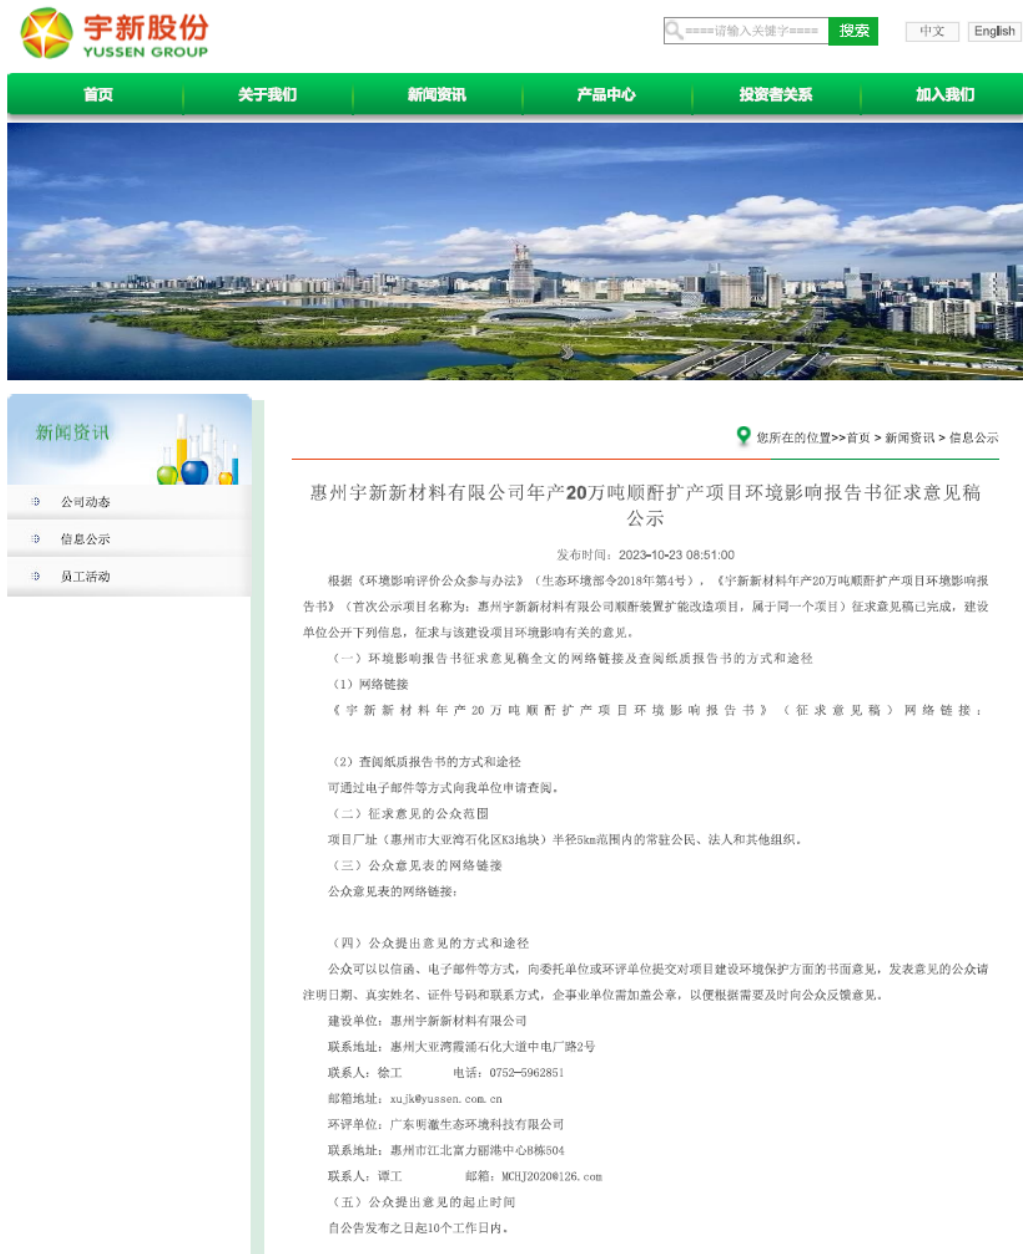 宇新股份
YUSSEN GROUP
====请输入关键字====
搜索
中文
English
首页
关于我们
新闻资讯
产品中心
投资者关系
加入我们
新闻资讯
公司动态
信息公示
员工活动
您所在的位置>>首页 > 新闻资讯 > 信息公示
惠州宇新新材料有限公司年产20万吨顺酐扩产项目环境影响报告书征求意见稿
公示
发布时间：2023-10-23 08:51:00
根据《环境影响评价公众参与办法》（生态环境部令2018年第4号），《宇新新材料年产20万吨顺酐扩产项目环境影响报
告书》（首次公示项目名称为：惠州宇新新材料有限公司顺酐装置扩能改造项目，属于同一个项目）征求意见稿已完成，建设
单位公开下列信息，征求与该建设项目环境影响有关的意见。
（一）环境影响报告书征求意见稿全文的网络链接及查阅纸质报告书的方式和途径
（1）网络链接
《宇新新材料年产20万吨顺酐扩产项目环境影响报告书》（征求意见稿）网络链接：
（2）查阅纸质报告书的方式和途径
可通过电子邮件等方式向我单位申请查阅。
（二）征求意见的公众范围
项目厂址（惠州市大亚湾石化区K3地块）半径5km范围内的常驻公民、法人和其他组织。
（三）公众意见表的网络链接
公众意见表的网络链接：
（四）公众提出意见的方式和途径
公众可以以信函、电子邮件等方式，向委托单位或环评单位提交对项目建设环境保护方面的书面意见，发表意见的公众请
注明日期、真实姓名、证件号码和联系方式，企事业单位需加盖公章，以便根据需要及时向公众反馈意见。
建设单位：惠州宇新新材料有限公司
联系地址：惠州大亚湾霞涌石化大道中电厂路2号
联系人：徐工 电话：0752-5962851
邮箱地址：xujk@yussen.com.cn
环评单位：广东明澈生态环境科技有限公司
联系地址：惠州市江北富力丽港中心B栋504
联系人：谭工 邮箱：MCHJ2020@126.com
（五）公众提出意见的起止时间
自公告发布之日起10个工作日内。